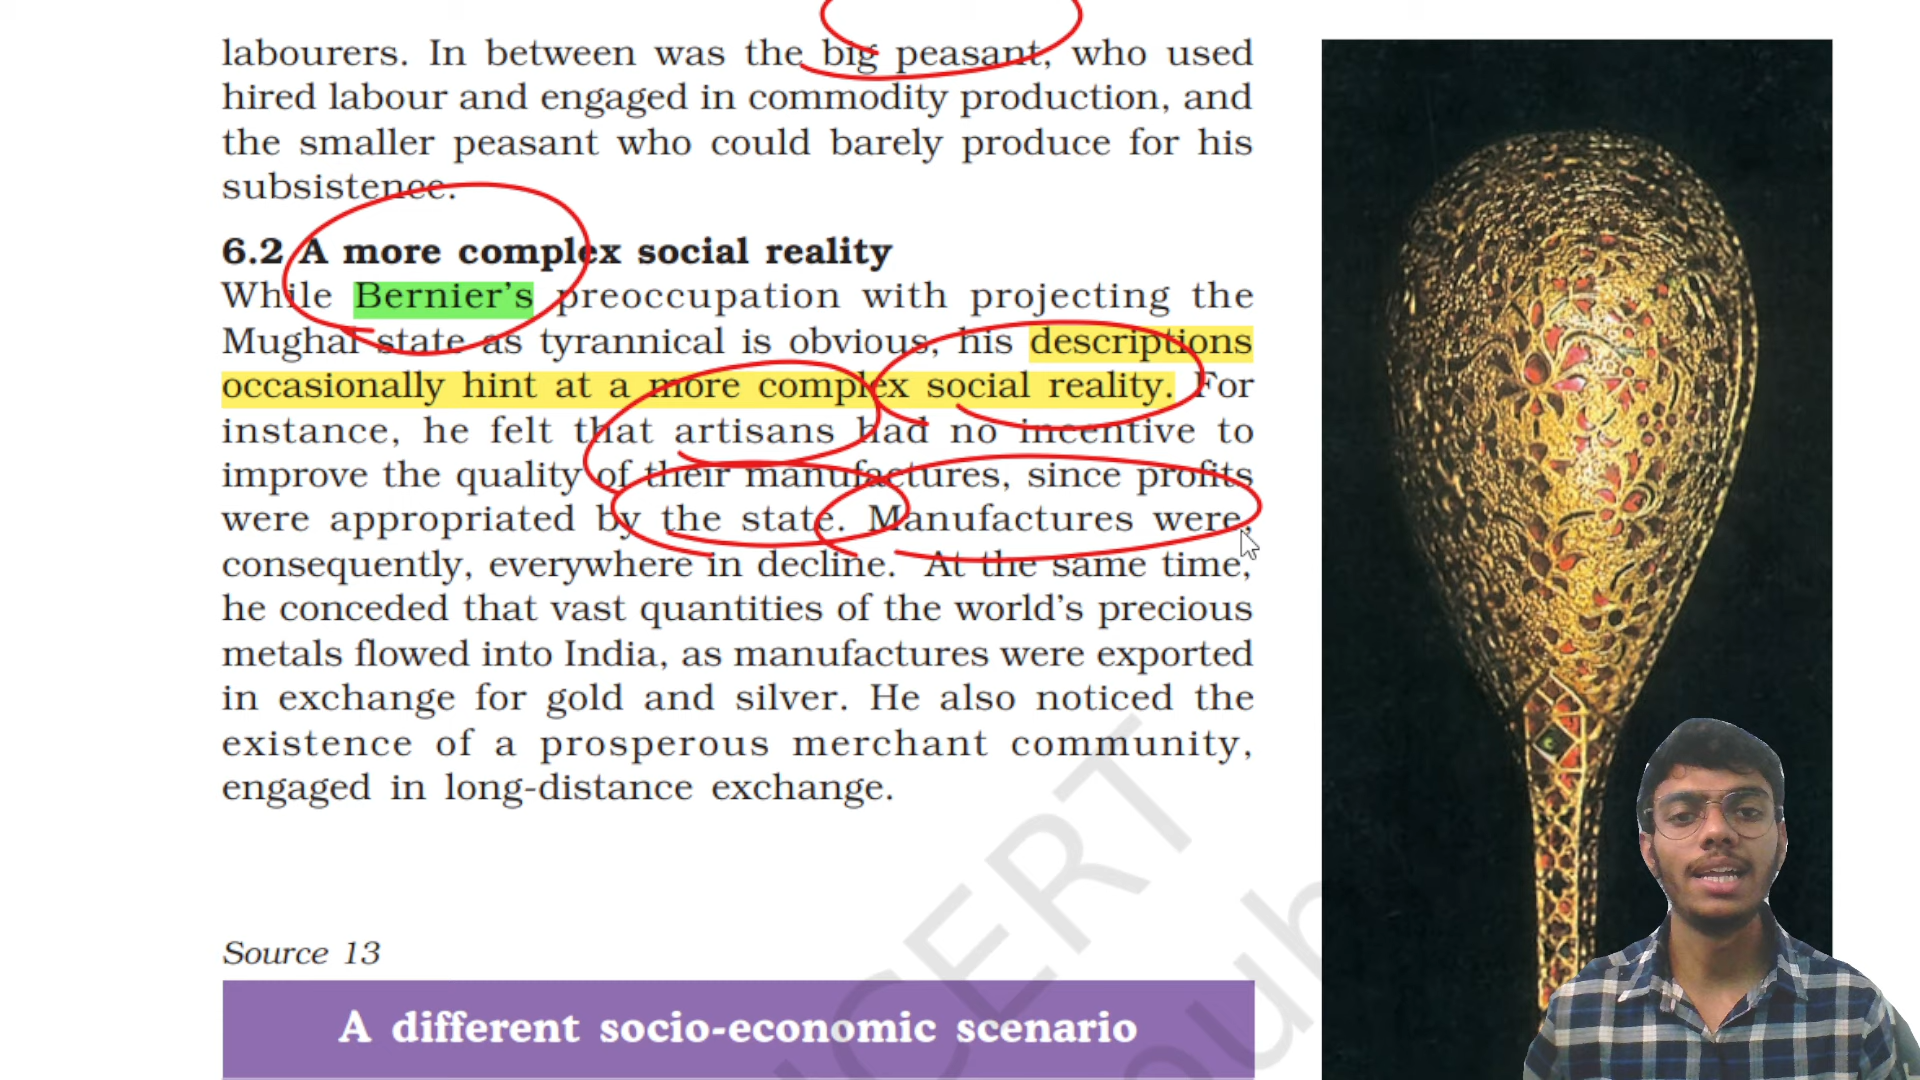 labourers. In between was the big peasant, who used
hired labour and engaged in commodity production, and
the smaller peasant who could barely produce for his
subsistence.
6.2 A more complex social reality
While Bernier's preoccupation with projecting the
Mughal state as tyrannical is obvious, his descriptions
occasionally hint at a more complex social reality. For
instance, he felt that artisans had no incentive to
improve the quality of their manufactures, since profits
were appropriated by the state. Manufactures were,
consequently, everywhere in decline. At the same time,
he conceded that vast quantities of the world's precious
metals flowed into India, as manufactures were exported
in exchange for gold and silver. He also noticed the
existence of a prosperous merchant community,
engaged in long-distance exchange.
Source 13
A different socio-economic scenario